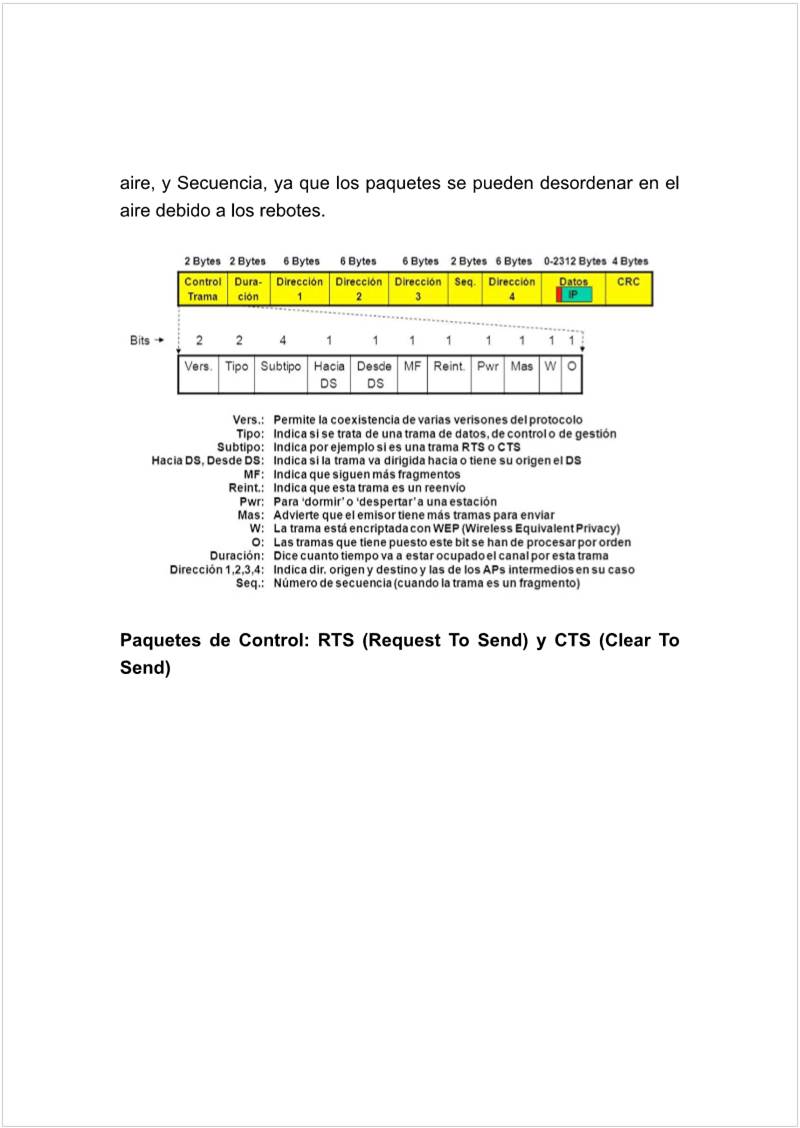 aire, y Secuencia, ya que los paquetes se pueden desordenar en el
aire debido a los rebotes.
2 Bytes 2 Bytes 6 Bytes 6 Bytes 6 Bytes 2 Bytes 6 Bytes 0-2312 Bytes 4 Bytes
Control Trama Dura-ción Dirección 1 Dirección 2 Dirección 3 Seq. Dirección 4 Datos IP CRC
Bits → 2 2 4 1 1 1 1 1 1 1 1
Vers. Tipo Subtipo Hacia DS Desde DS MF Reint. Pwr Mas W O
Vers.: Permite la coexistencia de varias verisones del protocolo
Tipo: Indica si se trata de una trama de datos, de control o de gestión
Subtipo: Indica por ejemplo si es una trama RTS o CTS
Hacia DS, Desde DS: Indica si la trama va dirigida hacia o tiene su origen el DS
MF: Indica que siguen más fragmentos
Reint.: Indica que esta trama es un reenvío
Pwr: Para ‘dormir’ o ‘despertar’ a una estación
Mas: Advierte que el emisor tiene más tramas para enviar
W: La trama está encriptada con WEP (Wireless Equivalent Privacy)
O: Las tramas que tiene puesto este bit se han de procesar por orden
Duración: Dice cuanto tiempo va a estar ocupado el canal por esta trama
Dirección 1,2,3,4: Indica dir. origen y destino y las de los APs intermedios en su caso
Seq.: Número de secuencia (cuando la trama es un fragmento)
Paquetes de Control: RTS (Request To Send) y CTS (Clear To
Send)